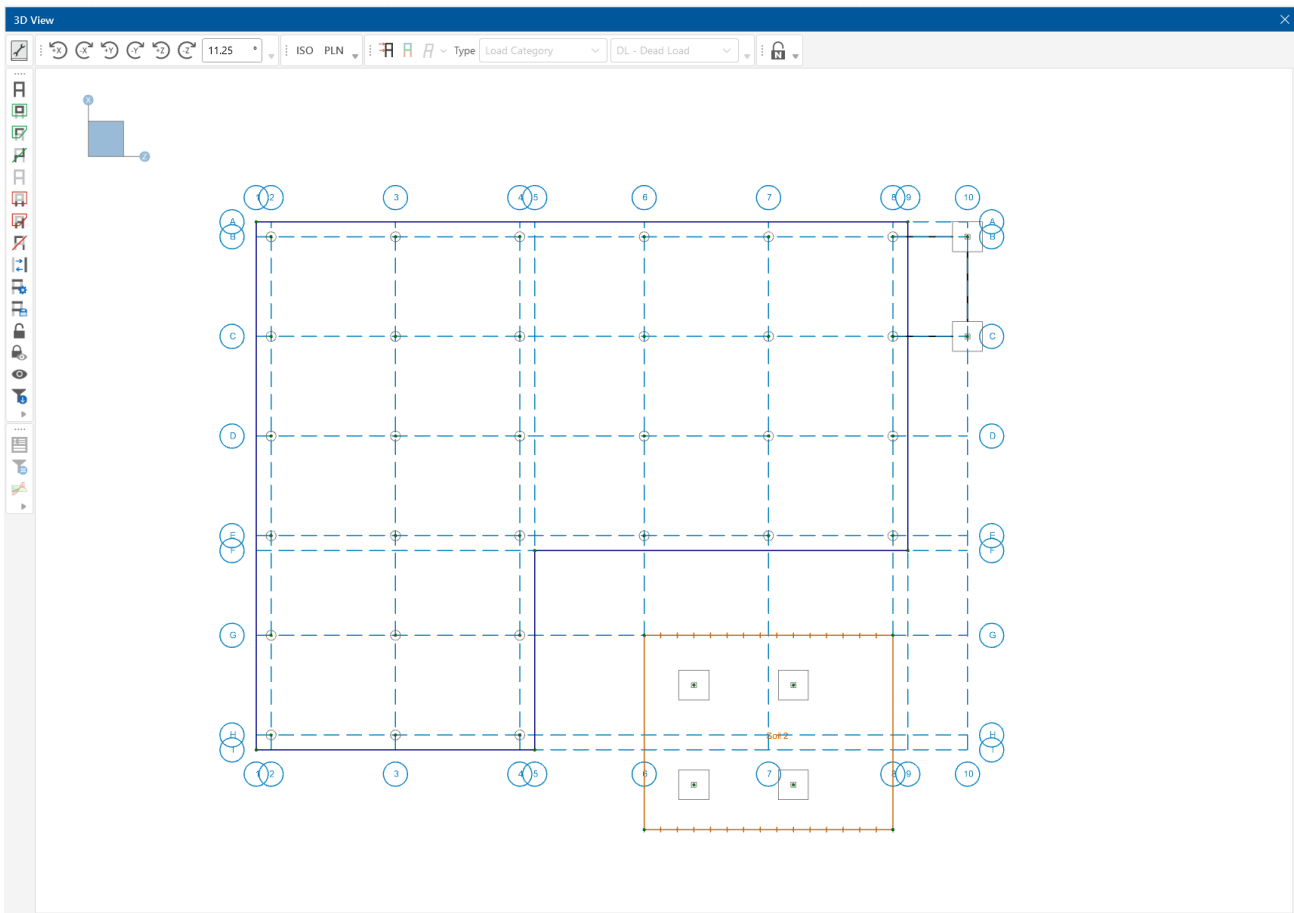 3D View
+X -X +Y -Y +Z -Z 11.25 ° ISO PLN Type Load Category DL - Dead Load N
X
Z
1 2 3 4 5 6 7 8 9 10
A A
B B
C C
D D
E E
F F
G G
Soil 2
H H
I I
1 2 3 4 5 6 7 8 9 10